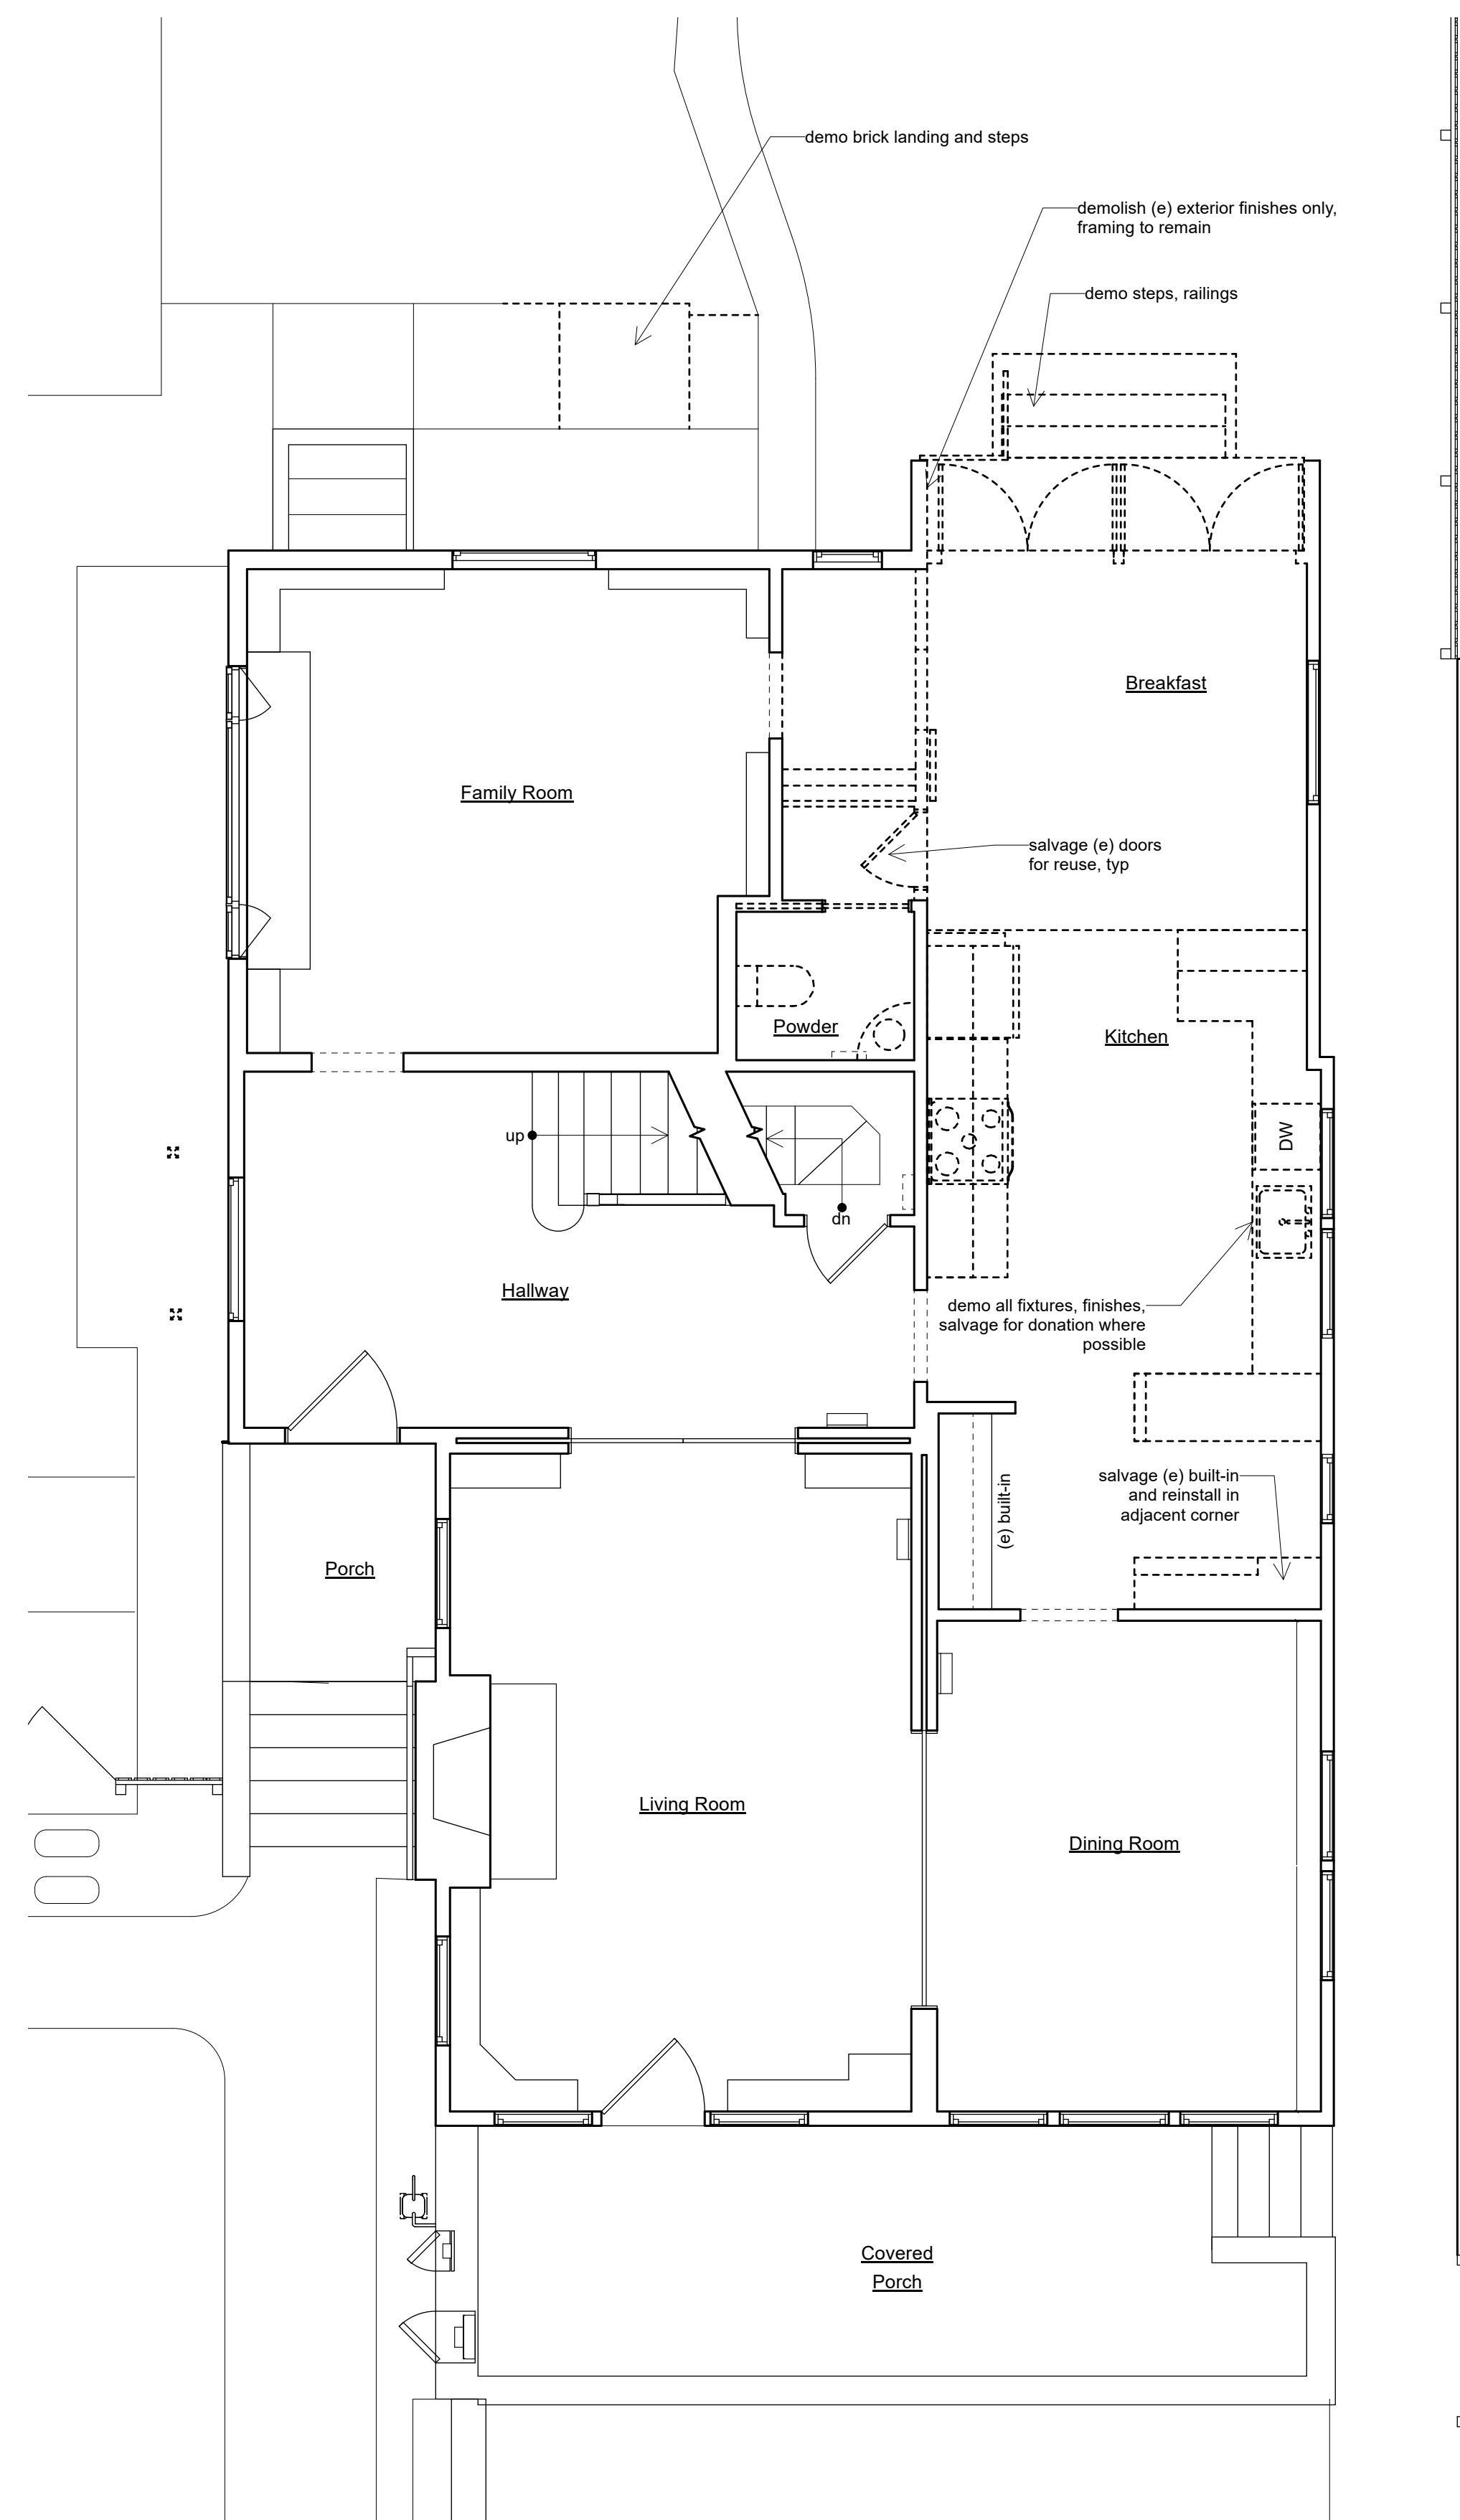 demo brick landing and steps
demolish (e) exterior finishes only,
framing to remain
demo steps, railings
Breakfast
Family Room
salvage (e) doors
for reuse, typ
Powder
Kitchen
up
DW
dn
Hallway
demo all fixtures, finishes,
salvage for donation where
possible
salvage (e) built-in
and reinstall in
adjacent corner
(e) built-in
Porch
Living Room
Dining Room
Covered
Porch